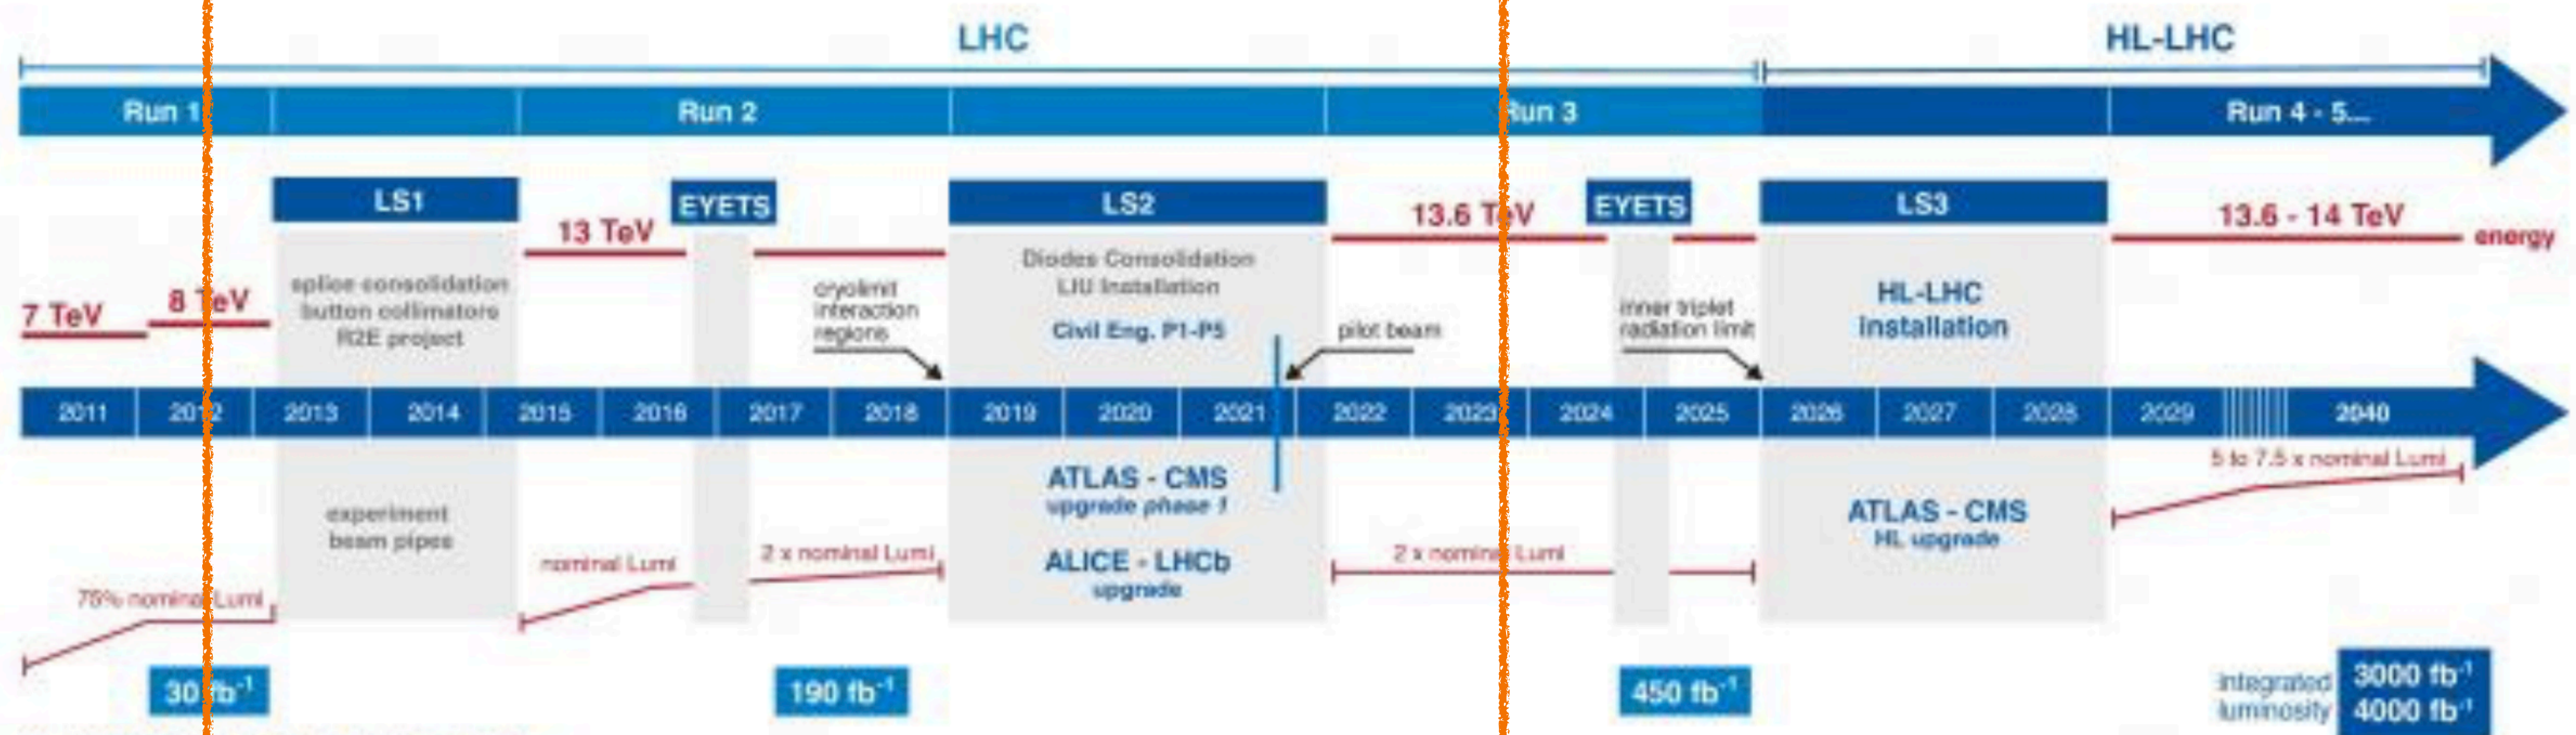 LHC
HL-LHC
Run 1
Run 2
Run 3
Run 4 - 5...
LS1
EYETS
LS2
EYETS
LS3
13 TeV
13.6 TeV
13.6 - 14 TeV
energy
7 TeV
8 TeV
splice consolidation
button collimators
R2E project
cryolimit
interaction
regions
Diodes Consolidation
LIU Installation
Civil Eng. P1-P5
pilot beam
inner triplet
radiation limit
HL-LHC
installation
2011 2012 2013 2014 2015 2016 2017 2018 2019 2020 2021 2022 2023 2024 2025 2026 2027 2028 2029 2040
5 to 7.5 x nominal Lumi
experiment
beam pipes
ATLAS - CMS
upgrade phase 1
ALICE - LHCb
upgrade
ATLAS - CMS
HL upgrade
75% nominal Lumi
nominal Lumi
2 x nominal Lumi
2 x nominal Lumi
30 fb⁻¹
190 fb⁻¹
450 fb⁻¹
integrated
luminosity
3000 fb⁻¹
4000 fb⁻¹